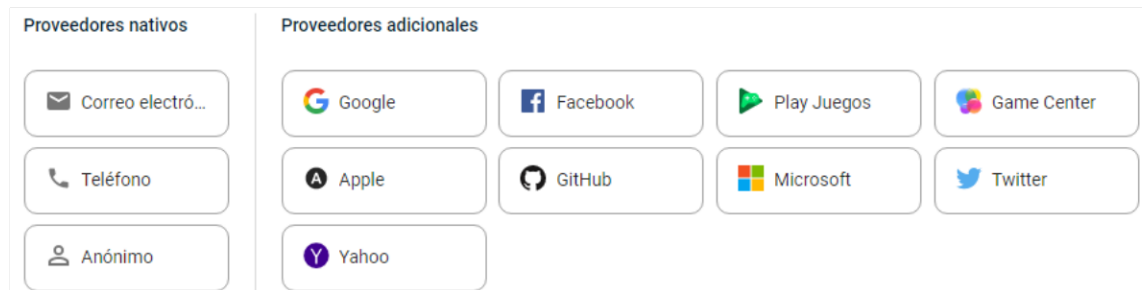 Proveedores nativos
Proveedores adicionales
Correo electró...
Google
Facebook
Play Juegos
Game Center
Teléfono
Apple
GitHub
Microsoft
Twitter
Anónimo
Yahoo